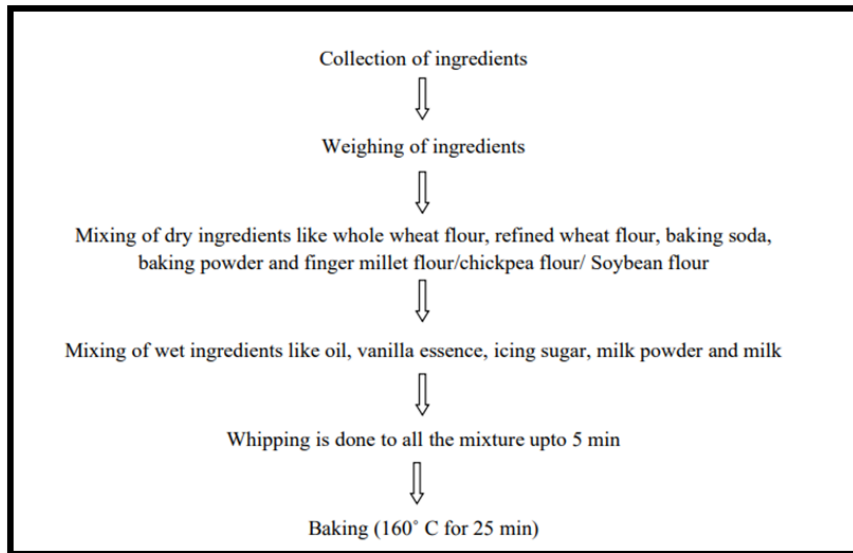 Collection of ingredients
Weighing of ingredients
Mixing of dry ingredients like whole wheat flour, refined wheat flour, baking soda,
baking powder and finger millet flour/chickpea flour/ Soybean flour
Mixing of wet ingredients like oil, vanilla essence, icing sugar, milk powder and milk
Whipping is done to all the mixture upto 5 min
Baking (160˚ C for 25 min)